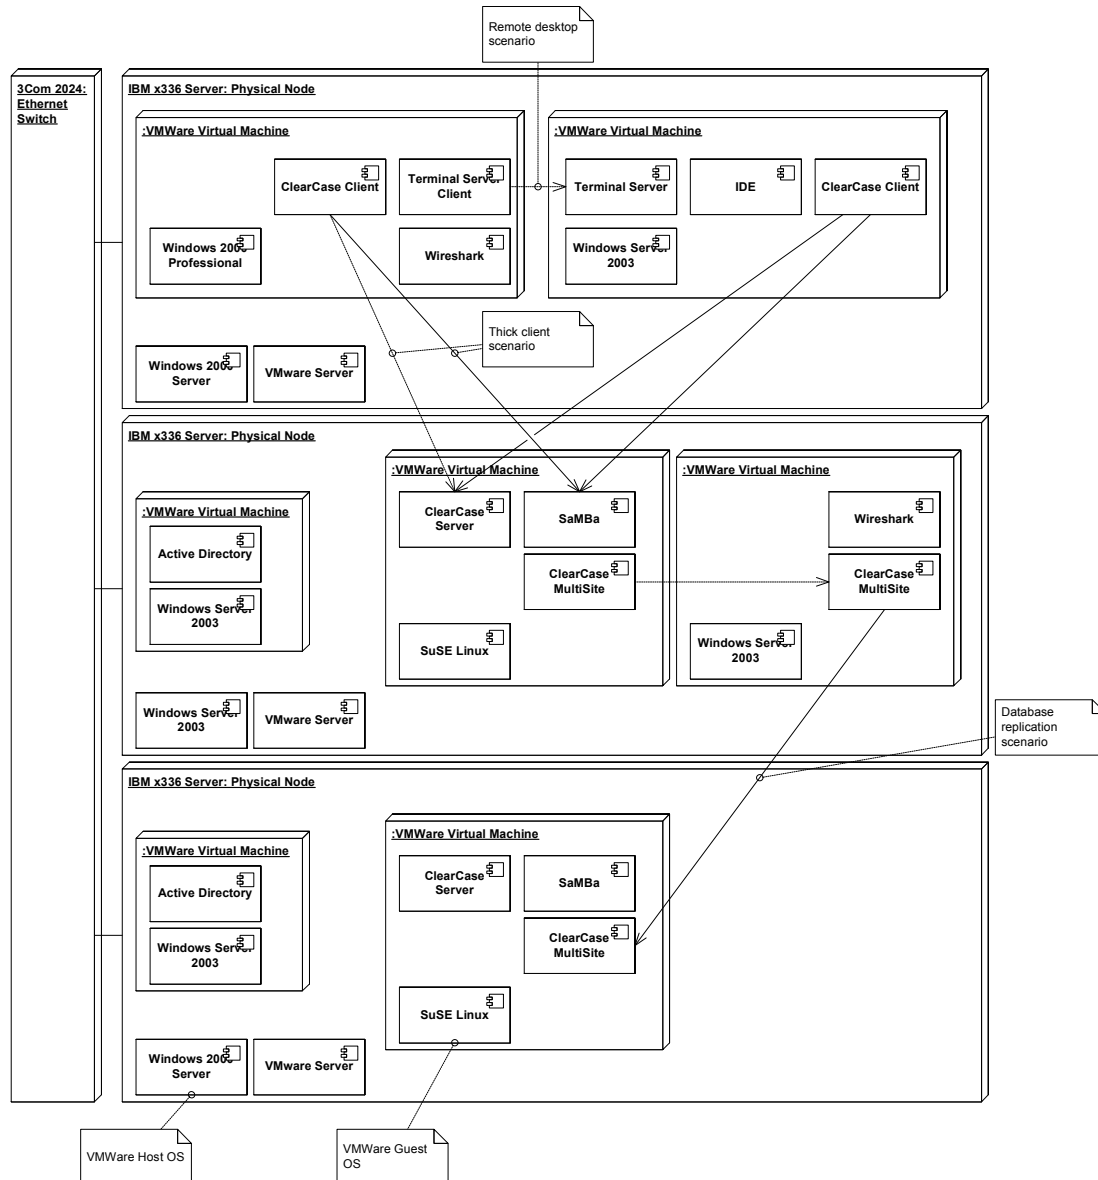 Remote desktop
scenario
3Com 2024:
Ethernet
Switch
IBM x336 Server: Physical Node
:VMWare Virtual Machine
ClearCase Client
Terminal Server
Client
Windows 2000
Professional
Wireshark
:VMWare Virtual Machine
Terminal Server
IDE
ClearCase Client
Windows Server
2003
Thick client
scenario
Windows 2000
Server
VMware Server
IBM x336 Server: Physical Node
:VMWare Virtual Machine
Active Directory
Windows Server
2003
:VMWare Virtual Machine
ClearCase
Server
SaMBa
ClearCase
MultiSite
SuSE Linux
:VMWare Virtual Machine
Wireshark
ClearCase
MultiSite
Windows Server
2003
Windows Server
2003
VMware Server
Database
replication
scenario
IBM x336 Server: Physical Node
:VMWare Virtual Machine
Active Directory
Windows Server
2003
:VMWare Virtual Machine
ClearCase
Server
SaMBa
ClearCase
MultiSite
SuSE Linux
Windows 2000
Server
VMware Server
VMWare Host OS
VMWare Guest
OS